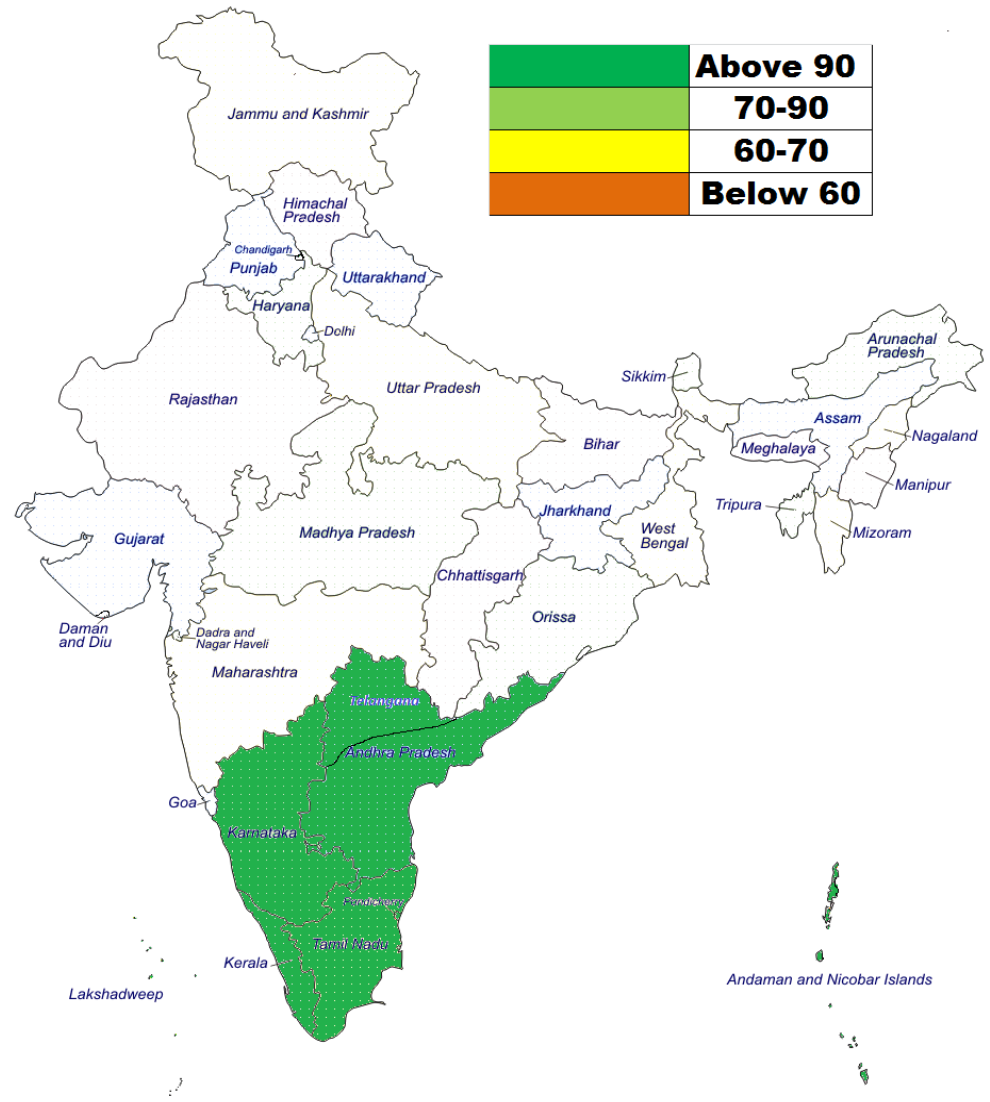 Above 90
70-90
60-70
Below 60
Jammu and Kashmir
Himachal
Pradesh
Chandigarh
Punjab
Uttarakhand
Haryana
Delhi
Rajasthan
Uttar Pradesh
Sikkim
Arunachal
Pradesh
Assam
Nagaland
Meghalaya
Bihar
Manipur
Tripura
Mizoram
Jharkhand
West
Bengal
Gujarat
Madhya Pradesh
Chhattisgarh
Orissa
Daman
and Diu
Dadra and
Nagar Haveli
Maharashtra
Talangana
Andhra Pradesh
Goa
Karnataka
Tamil Nadu
Kerala
Lakshadweep
Andaman and Nicobar Islands